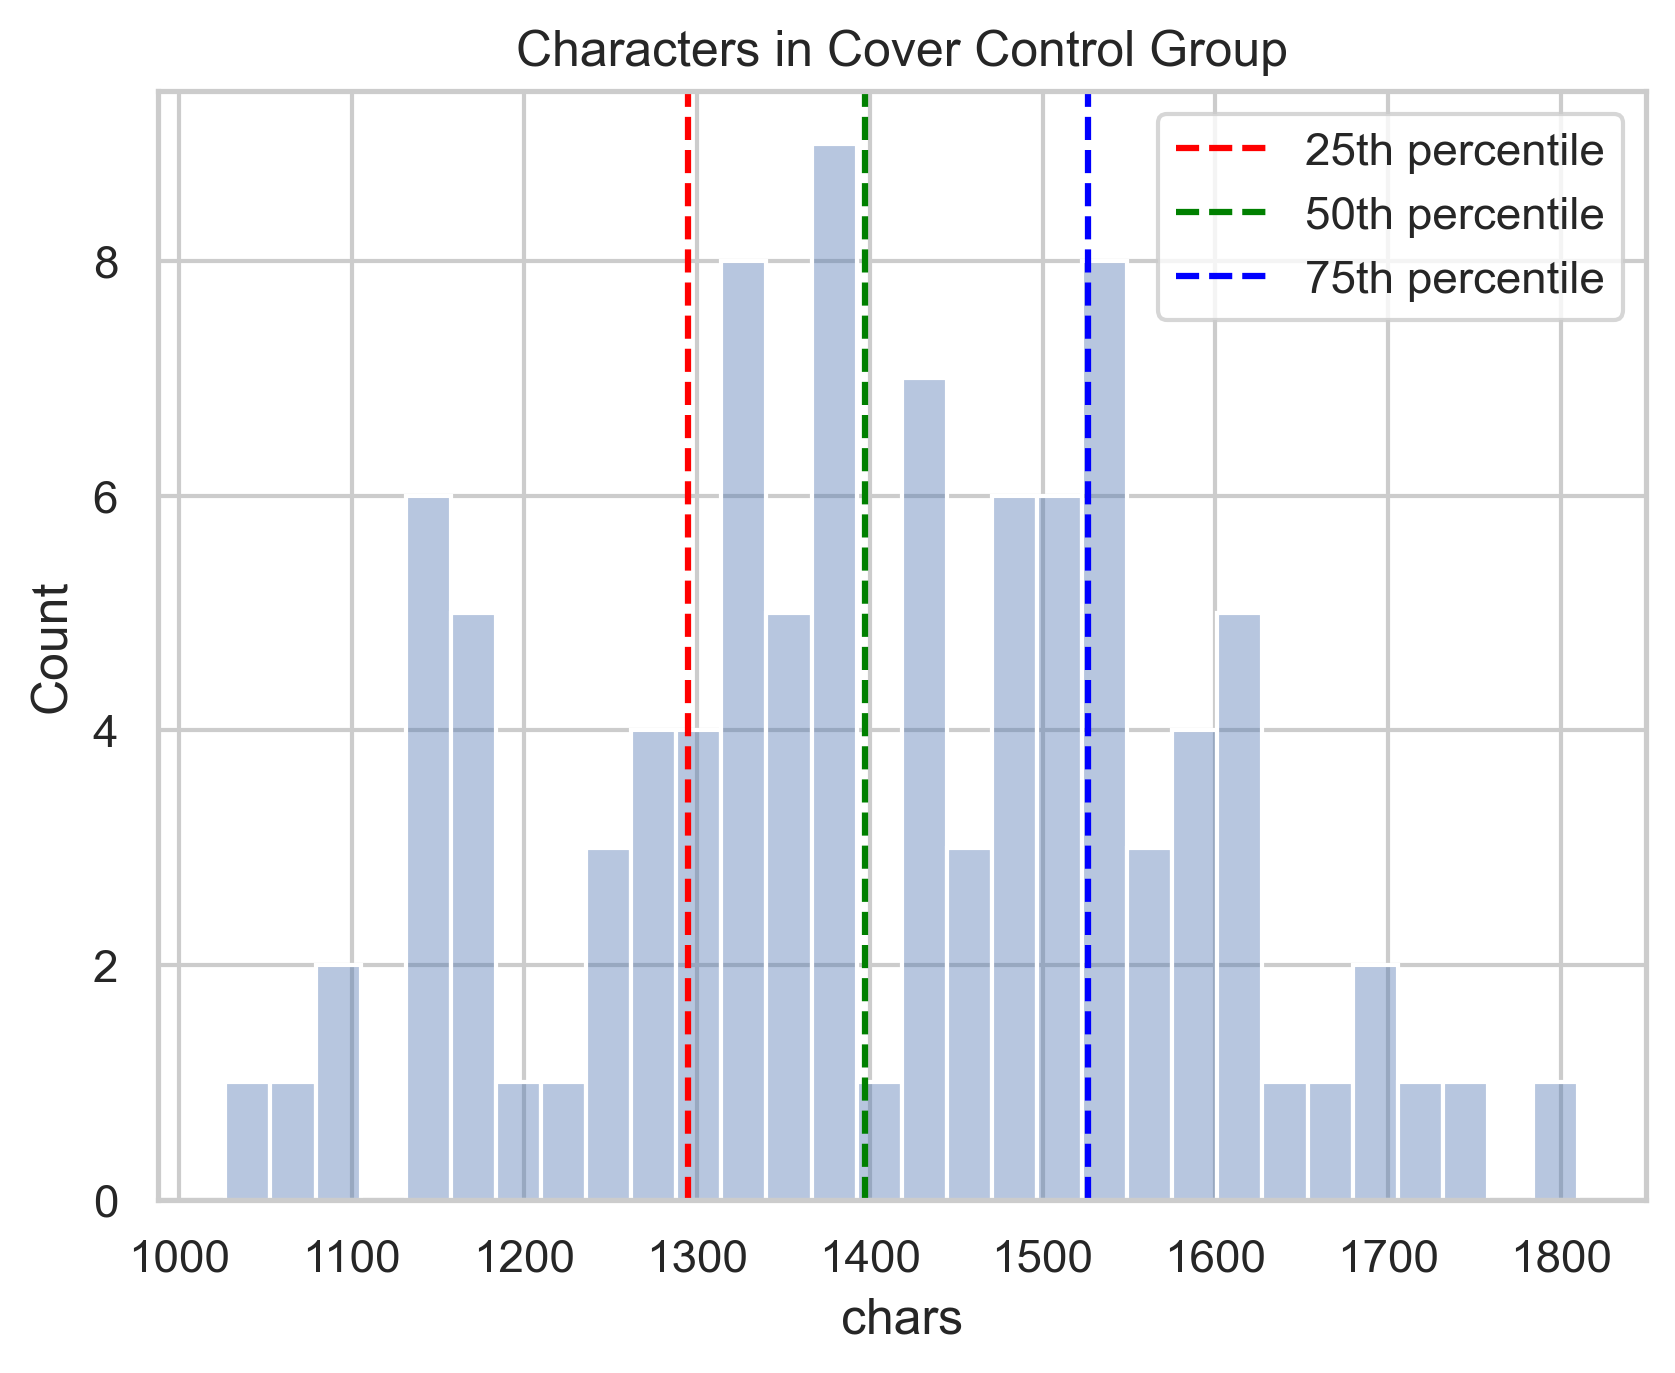 Characters in Cover Control Group
25th percentile
50th percentile
75th percentile
Count
8
6
4
2
0
1000 1100 1200 1300 1400 1500 1600 1700 1800
chars